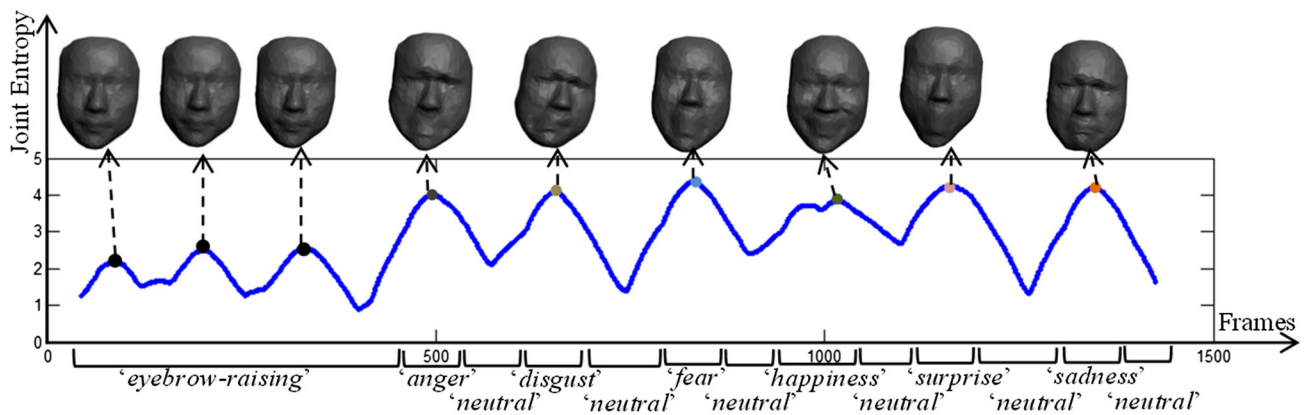 Joint Entropy
5
4
3
2
1
0
0 500 1000 1500
Frames
‘eyebrow-raising’ ‘anger’ ‘disgust’ ‘fear’ ‘happiness’ ‘surprise’ ‘sadness’
‘neutral’ ‘neutral’ ‘neutral’ ‘neutral’ ‘neutral’ ‘neutral’